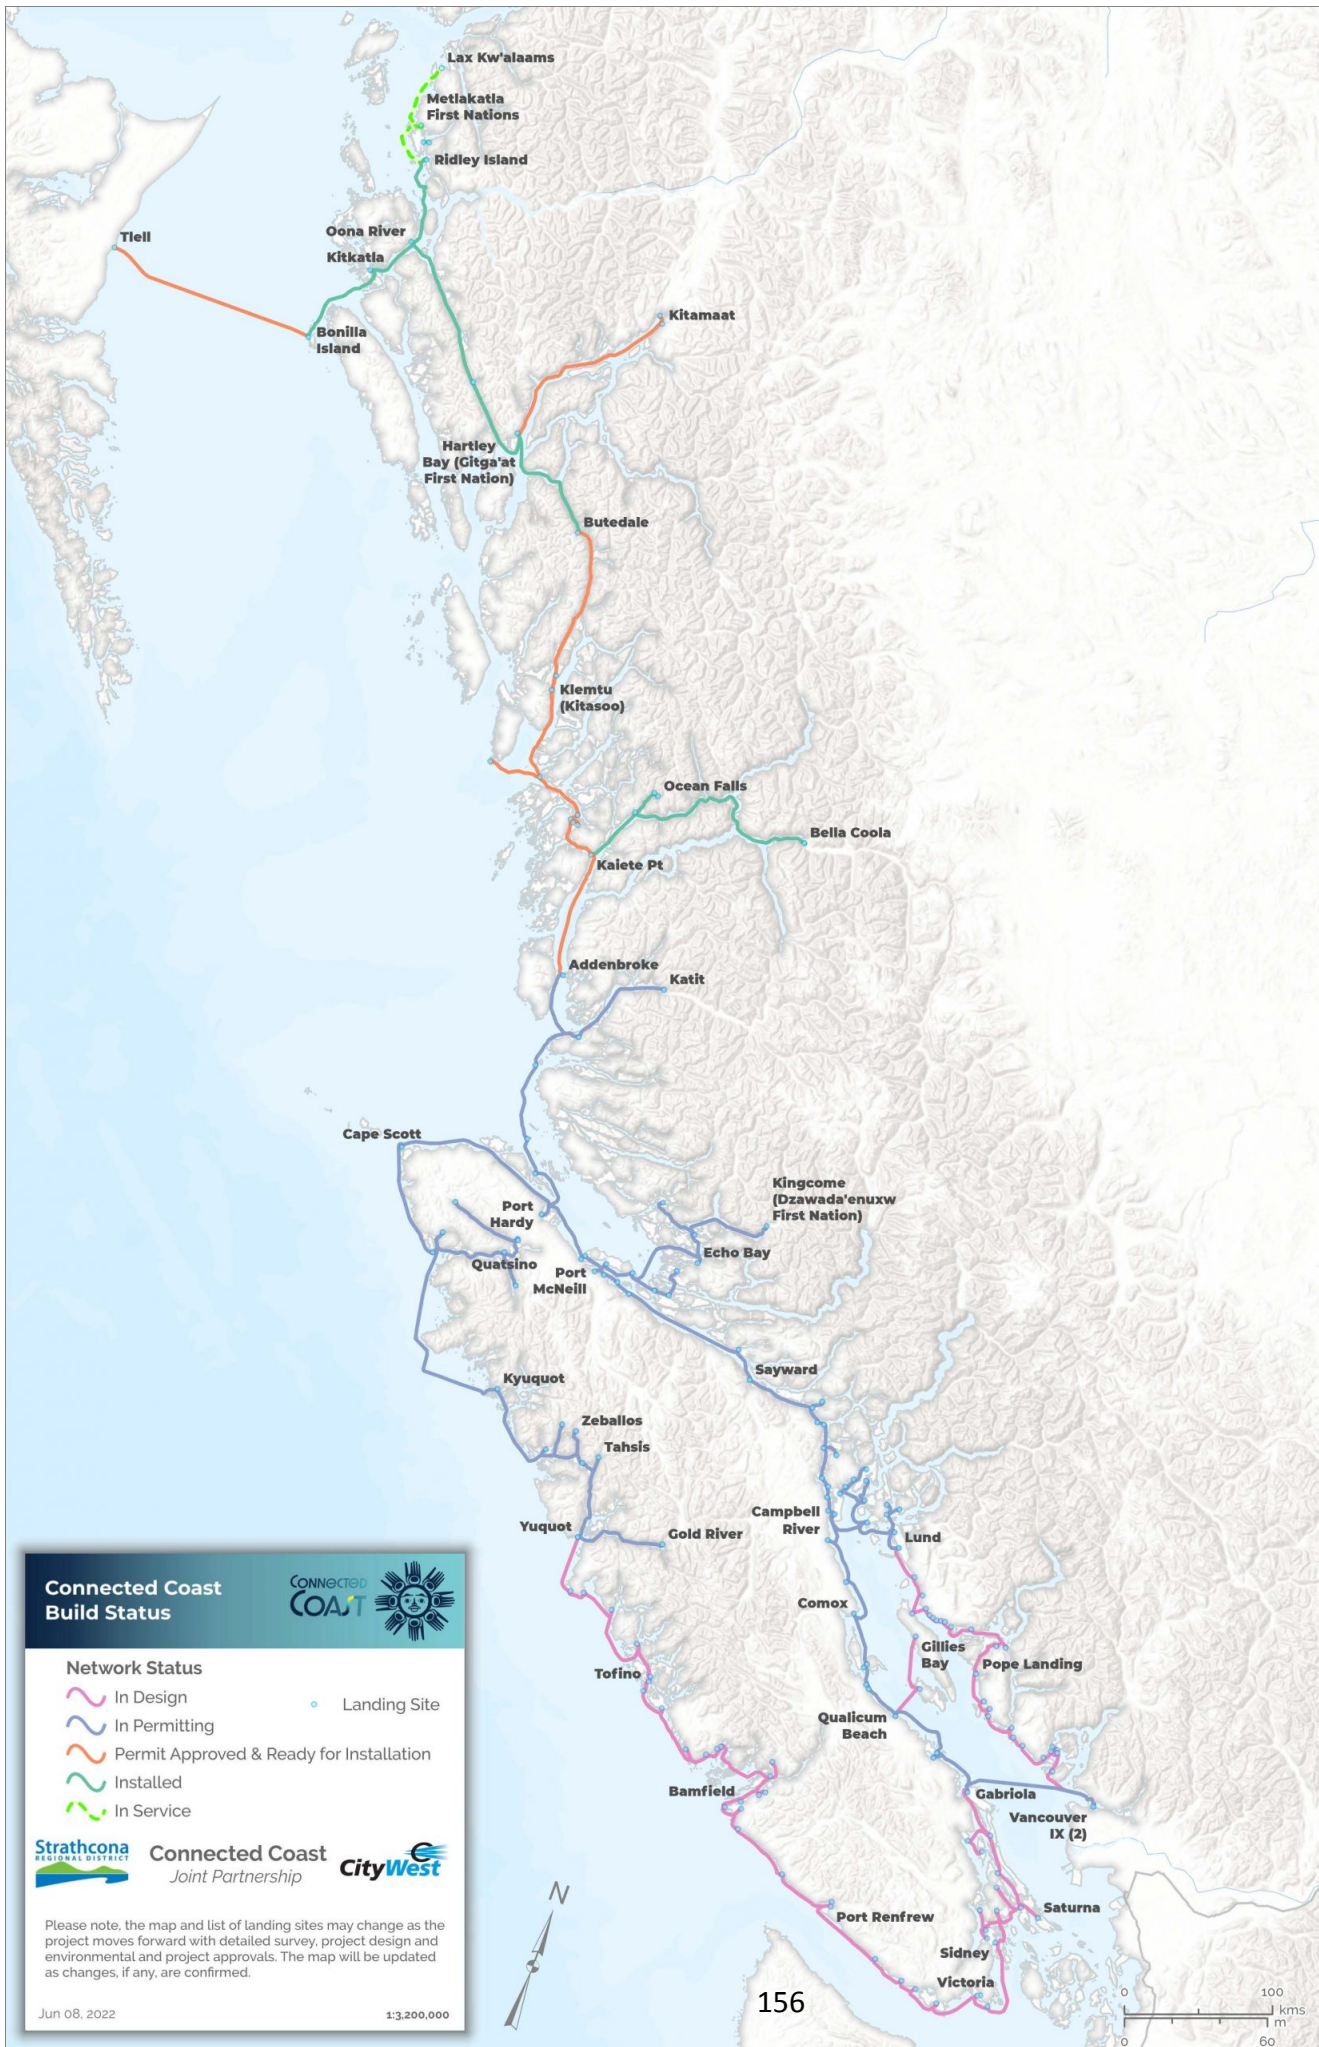 Lax Kw'alaams
Metlakatla
First Nations
Ridley Island
Oona River
Tlell
Kitkatla
Bonilla
Island
Kitamaat
Hartley
Bay (Gitga'at
First Nation)
Butedale
Klemtu
(Kitasoo)
Ocean Falls
Bella Coola
Kaiete Pt
Addenbroke
Katit
Cape Scott
Kingcome
(Dzawada'enuxw
First Nation)
Port
Hardy
Echo Bay
Quatsino
Port
McNeill
Sayward
Kyuquot
Zeballos
Tahsis
Campbell
River
Yuquot
Gold River
Lund
Comox
Gillies
Bay
Pope Landing
Tofino
Qualicum
Beach
Bamfield
Gabriola
Vancouver
IX (2)
Port Renfrew
Saturna
Sidney
Victoria
Connected Coast
Build Status
CONNECTED
COAST
Network Status
In Design
Landing Site
In Permitting
Permit Approved & Ready for Installation
Installed
In Service
Strathcona
REGIONAL DISTRICT
Connected Coast
Joint Partnership
CityWest
Please note, the map and list of landing sites may change as the
project moves forward with detailed survey, project design and
environmental and project approvals. The map will be updated
as changes, if any, are confirmed.
Jun 08, 2022
1:3,200,000
N
156
0 100
kms
m
0 60